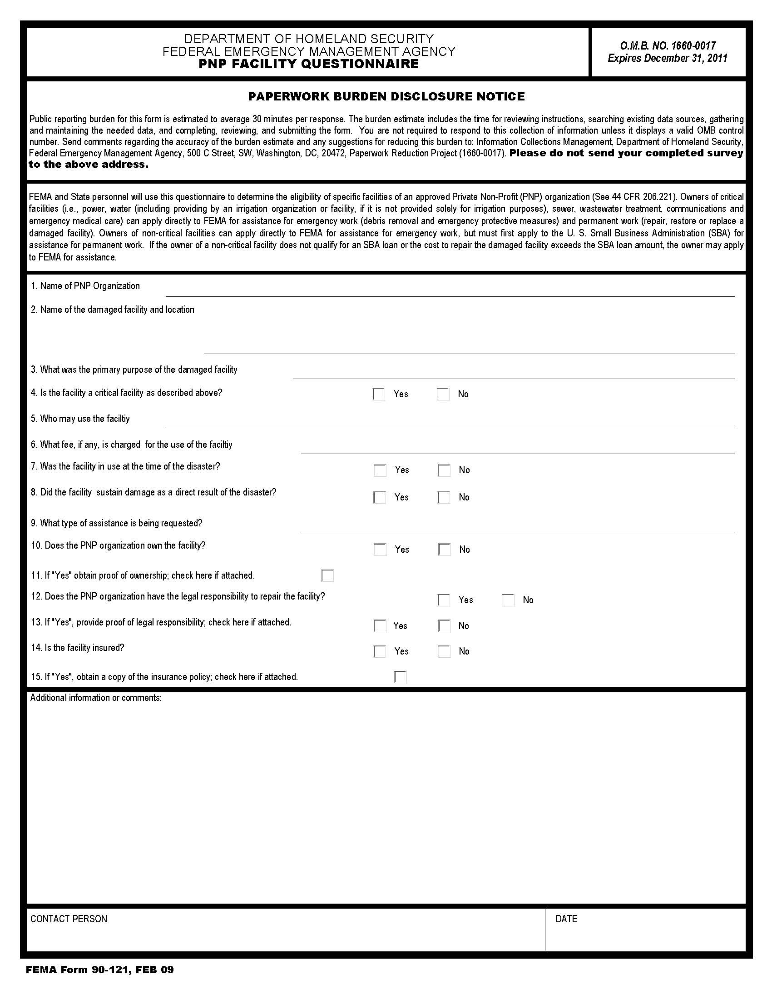 DEPARTMENT OF HOMELAND SECURITY
FEDERAL EMERGENCY MANAGEMENT AGENCY
PNP FACILITY QUESTIONNAIRE
O.M.B. NO. 1660-0017
Expires December 31, 2011
PAPERWORK BURDEN DISCLOSURE NOTICE
Public reporting burden for this form is estimated to average 30 minutes per response. The burden estimate includes the time for reviewing instructions, searching existing data sources, gathering
and maintaining the needed data, and completing, reviewing, and submitting the form. You are not required to respond to this collection of information unless it displays a valid OMB control
number. Send comments regarding the accuracy of the burden estimate and any suggestions for reducing this burden to: Information Collections Management, Department of Homeland Security,
Federal Emergency Management Agency, 500 C Street, SW, Washington, DC, 20472, Paperwork Reduction Project (1660-0017). Please do not send your completed survey
to the above address.
FEMA and State personnel will use this questionnaire to determine the eligibility of specific facilities of an approved Private Non-Profit (PNP) organization (See 44 CFR 206.221). Owners of critical
facilities (i.e., power, water (including providing by an irrigation organization or facility, if it is not provided solely for irrigation purposes), sewer, wastewater treatment, communications and
emergency medical care) can apply directly to FEMA for assistance for emergency work (debris removal and emergency protective measures) and permanent work (repair, restore or replace a
damaged facility). Owners of non-critical facilities can apply directly to FEMA for assistance for emergency work, but must first apply to the U. S. Small Business Administration (SBA) for
assistance for permanent work. If the owner of a non-critical facility does not qualify for an SBA loan or the cost to repair the damaged facility exceeds the SBA loan amount, the owner may apply
to FEMA for assistance.
1. Name of PNP Organization
2. Name of the damaged facility and location
3. What was the primary purpose of the damaged facility
4. Is the facility a critical facility as described above? Yes No
5. Who may use the faciltiy
6. What fee, if any, is charged for the use of the faciltiy
7. Was the facility in use at the time of the disaster? Yes No
8. Did the facility sustain damage as a direct result of the disaster? Yes No
9. What type of assistance is being requested?
10. Does the PNP organization own the facility? Yes No
11. If "Yes" obtain proof of ownership; check here if attached.
12. Does the PNP organization have the legal responsibility to repair the facility? Yes No
13. If "Yes", provide proof of legal responsibility; check here if attached. Yes No
14. Is the facility insured? Yes No
15. If "Yes", obtain a copy of the insurance policy; check here if attached.
Additional information or comments:
CONTACT PERSON
DATE
FEMA Form 90-121, FEB 09